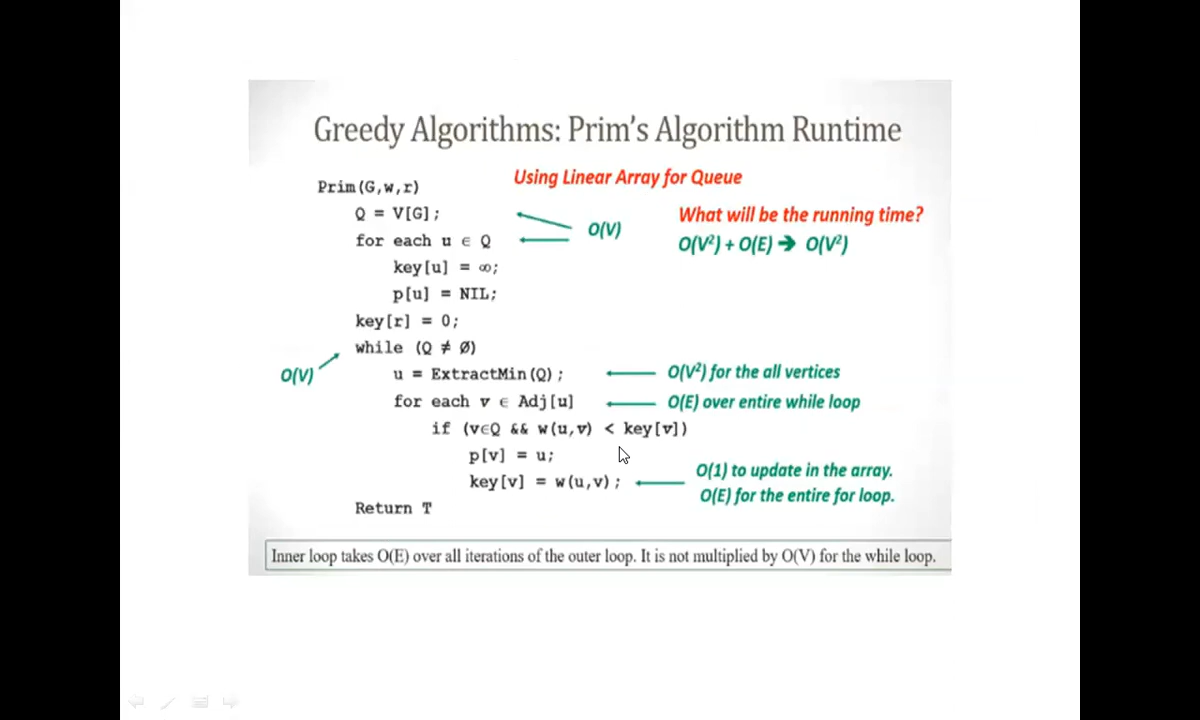 Greedy Algorithms: Prim's Algorithm Runtime
Using Linear Array for Queue
Prim(G,w,r)
Q = V[G];
for each u ∈ Q
key[u] = ∞;
p[u] = NIL;
key[r] = 0;
while (Q ≠ Ø)
u = ExtractMin(Q);
for each v ∈ Adj[u]
if (v∈Q && w(u,v) < key[v])
p[v] = u;
key[v] = w(u,v);
Return T
O(V)
What will be the running time?
O(V²) + O(E) ➔ O(V²)
O(V)
O(V²) for the all vertices
O(E) over entire while loop
O(1) to update in the array.
O(E) for the entire for loop.
Inner loop takes O(E) over all iterations of the outer loop. It is not multiplied by O(V) for the while loop.